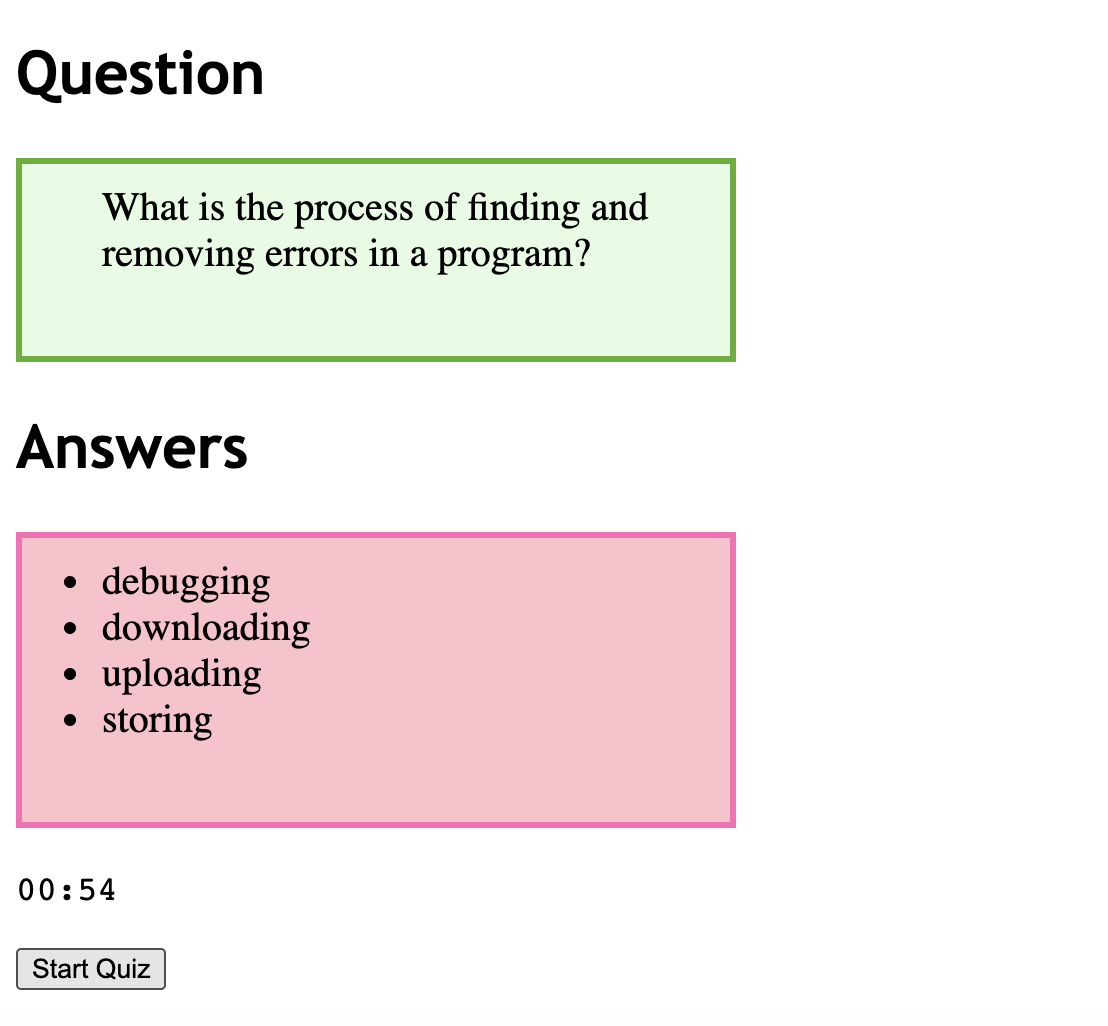 Question
What is the process of finding and
removing errors in a program?
Answers
debugging
downloading
uploading
storing
00:54
Start Quiz